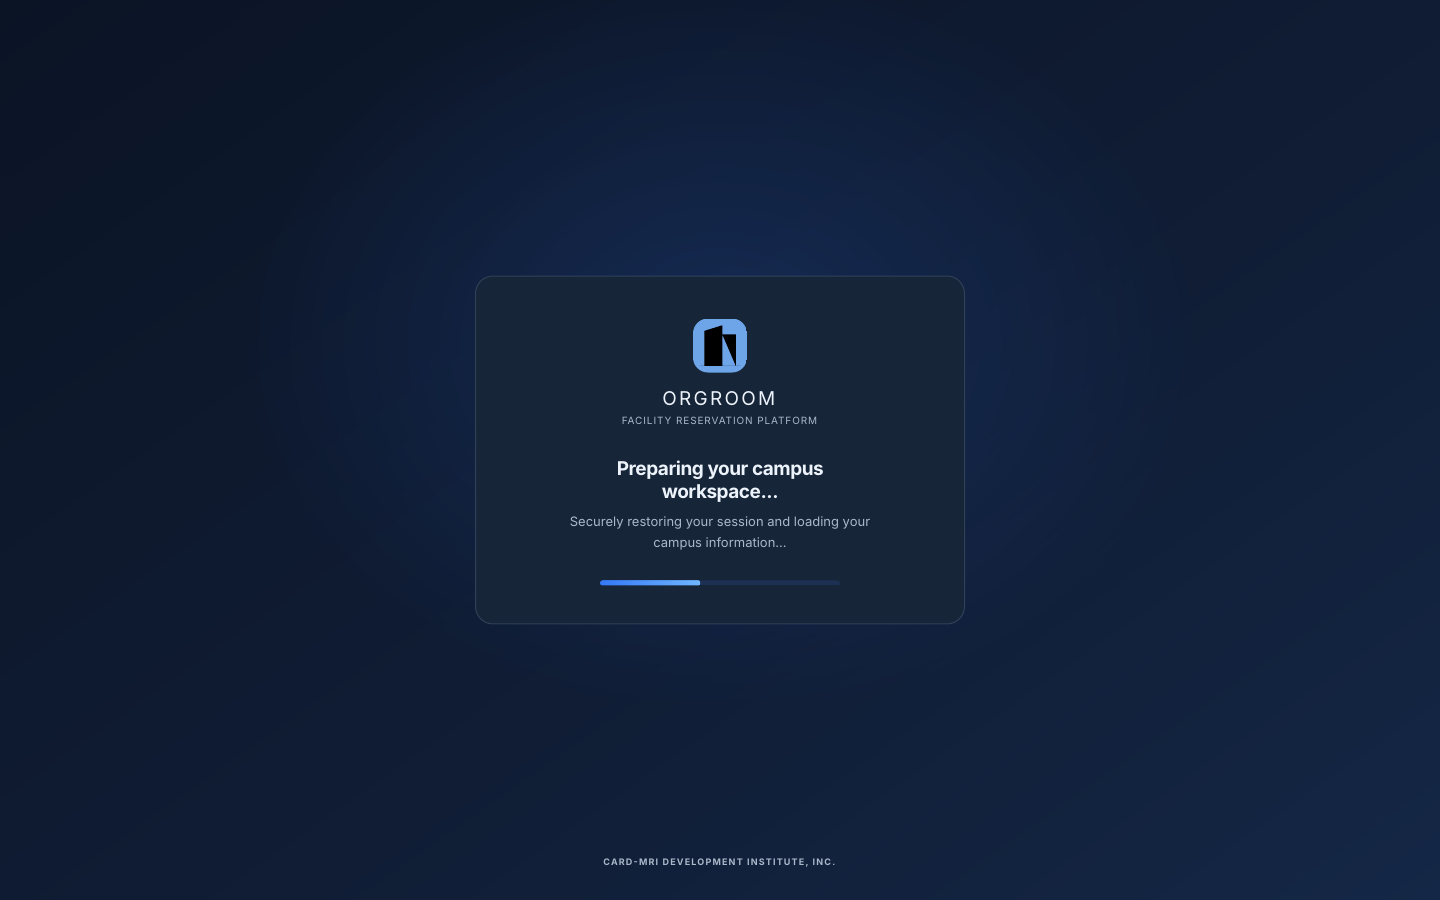 ORGROOM
FACILITY RESERVATION PLATFORM
Preparing your campus
workspace...
Securely restoring your session and loading your
campus information...
CARD-MRI DEVELOPMENT INSTITUTE, INC.